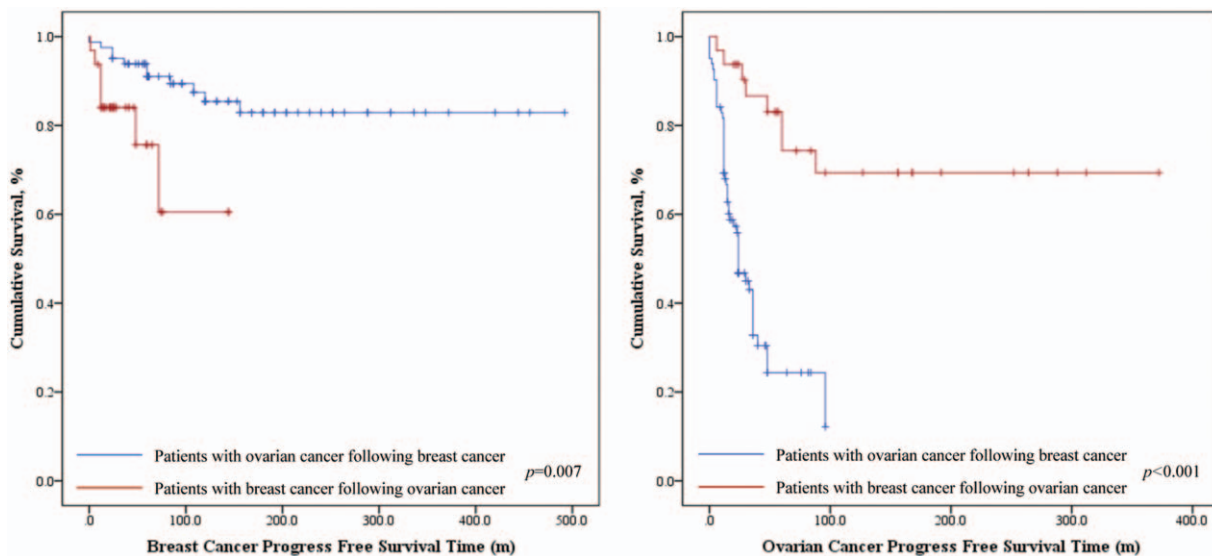 1.0
0.8
0.6
0.4
0.2
0.0
Cumulative Survival, %
Patients with ovarian cancer following breast cancer
p=0.007
Patients with breast cancer following ovarian cancer
.0 100.0 200.0 300.0 400.0 500.0
Breast Cancer Progress Free Survival Time (m)
1.0
0.8
0.6
0.4
0.2
0.0
Cumulative Survival, %
Patients with ovarian cancer following breast cancer
p<0.001
Patients with breast cancer following ovarian cancer
.0 100.0 200.0 300.0 400.0
Ovarian Cancer Progress Free Survival Time (m)